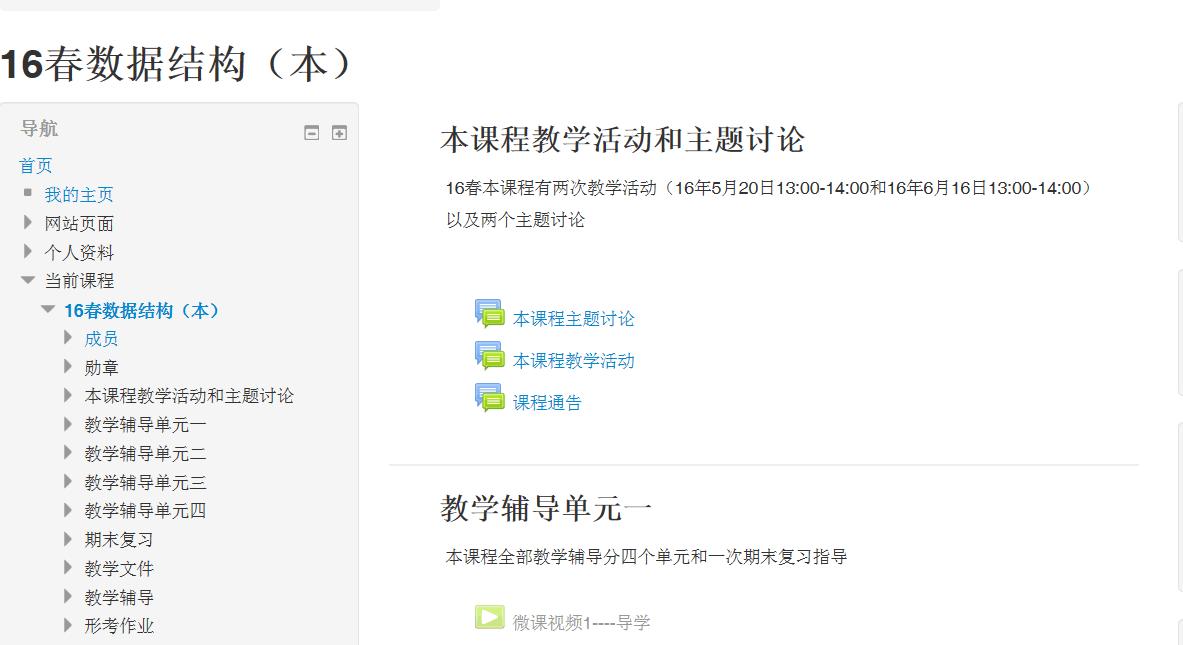 16春数据结构（本）
导航
首页
我的主页
网站页面
个人资料
当前课程
16春数据结构（本）
成员
勋章
本课程教学活动和主题讨论
教学辅导单元一
教学辅导单元二
教学辅导单元三
教学辅导单元四
期末复习
教学文件
教学辅导
形考作业
本课程教学活动和主题讨论
16春本课程有两次教学活动（16年5月20日13:00-14:00和16年6月16日13:00-14:00）
以及两个主题讨论
本课程主题讨论
本课程教学活动
课程通告
教学辅导单元一
本课程全部教学辅导分四个单元和一次期末复习指导
微课视频1----导学